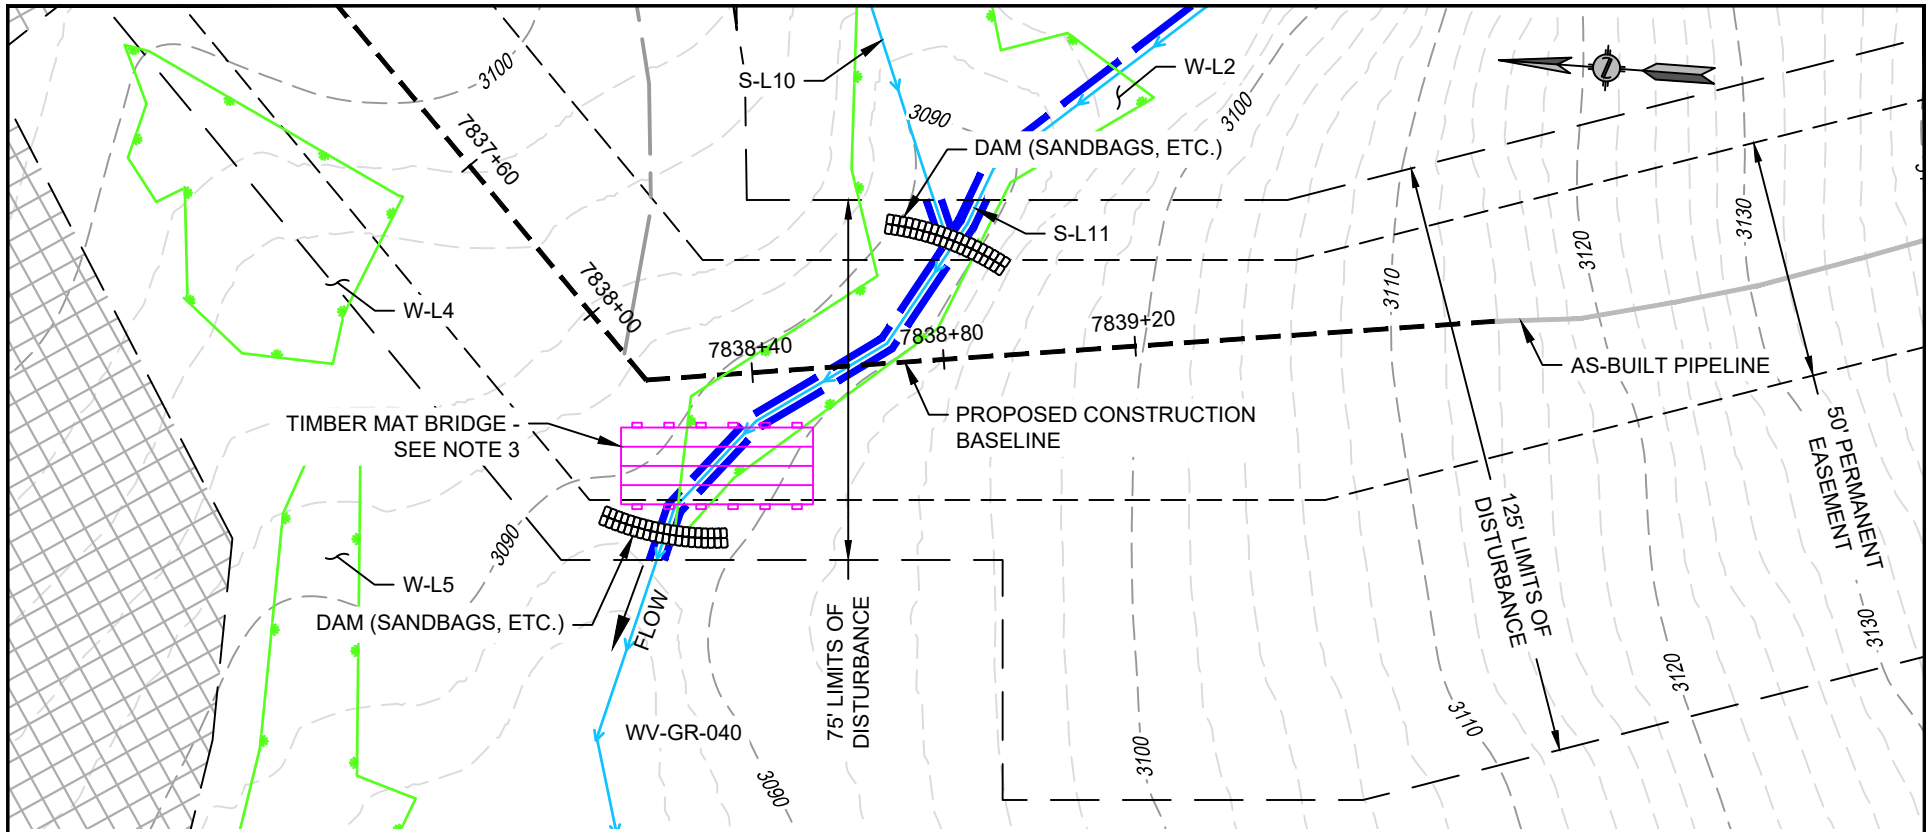 3100
S-L10
W-L2
3090
3100
DAM (SANDBAGS, ETC.)
7837+60
S-L11
3130
3120
3110
7838+00
W-L4
7838+40
7838+80
7839+20
AS-BUILT PIPELINE
TIMBER MAT BRIDGE -
SEE NOTE 3
PROPOSED CONSTRUCTION
BASELINE
50' PERMANENT
EASEMENT
125' LIMITS OF
DISTURBANCE
3090
W-L5
DAM (SANDBAGS, ETC.)
FLOW
75' LIMITS OF
DISTURBANCE
3130
3120
3110
WV-GR-040
3100
3090